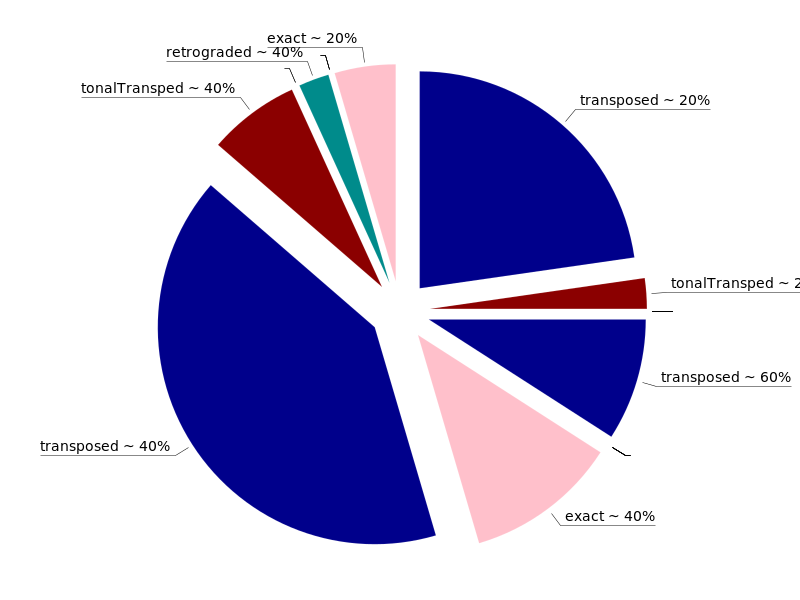 exact ~ 20%
retrograded ~ 40%
tonalTransped ~ 40%
transposed ~ 20%
tonalTransped ~ 2
transposed ~ 60%
transposed ~ 40%
exact ~ 40%